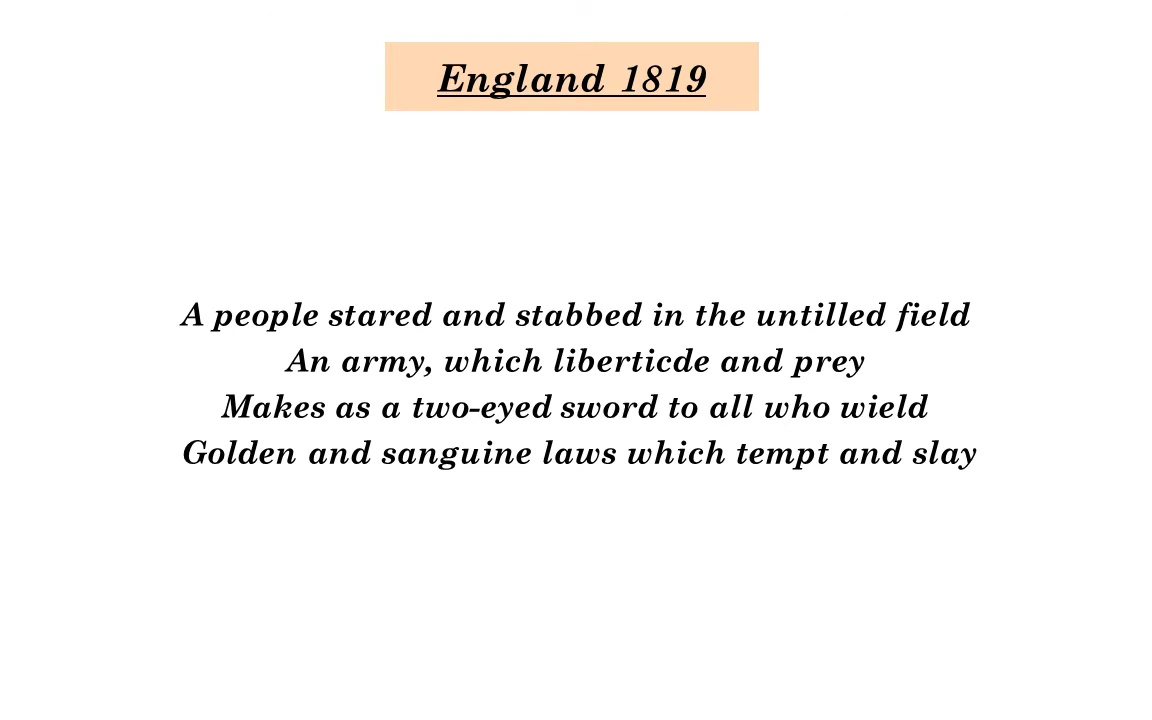 England 1819
A people stared and stabbed in the untilled field
An army, which liberticde and prey
Makes as a two-eyed sword to all who wield
Golden and sanguine laws which tempt and slay